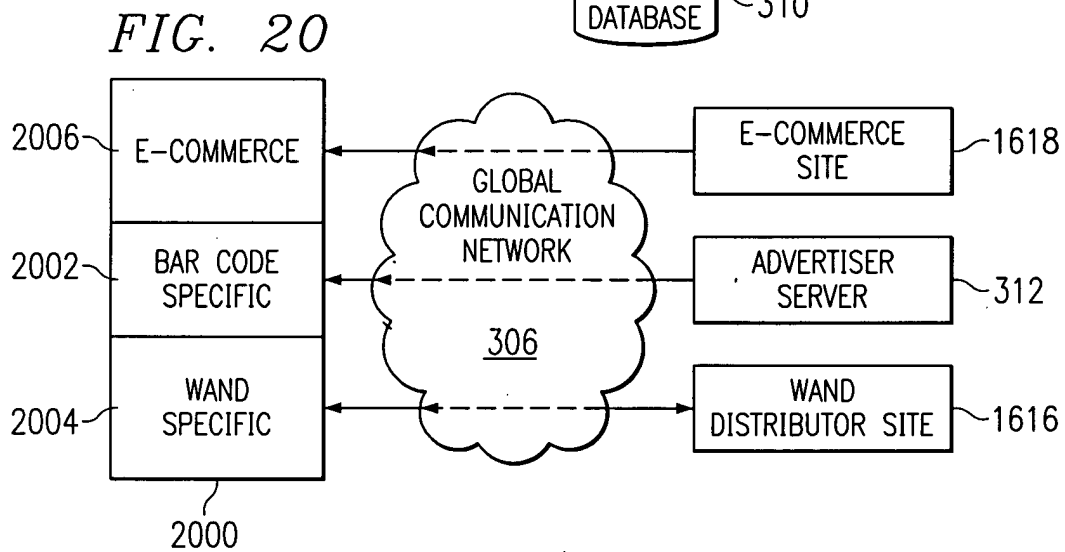 DATABASE
310
FIG. 20
2006
E-COMMERCE
2002
BAR CODE
SPECIFIC
2004
WAND
SPECIFIC
2000
GLOBAL
COMMUNICATION
NETWORK
306
E-COMMERCE
SITE
1618
ADVERTISER
SERVER
312
WAND
DISTRIBUTOR SITE
1616